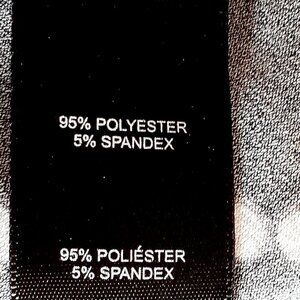 95% POLYESTER
5% SPANDEX
95% POLIÉSTER
5% SPANDEX